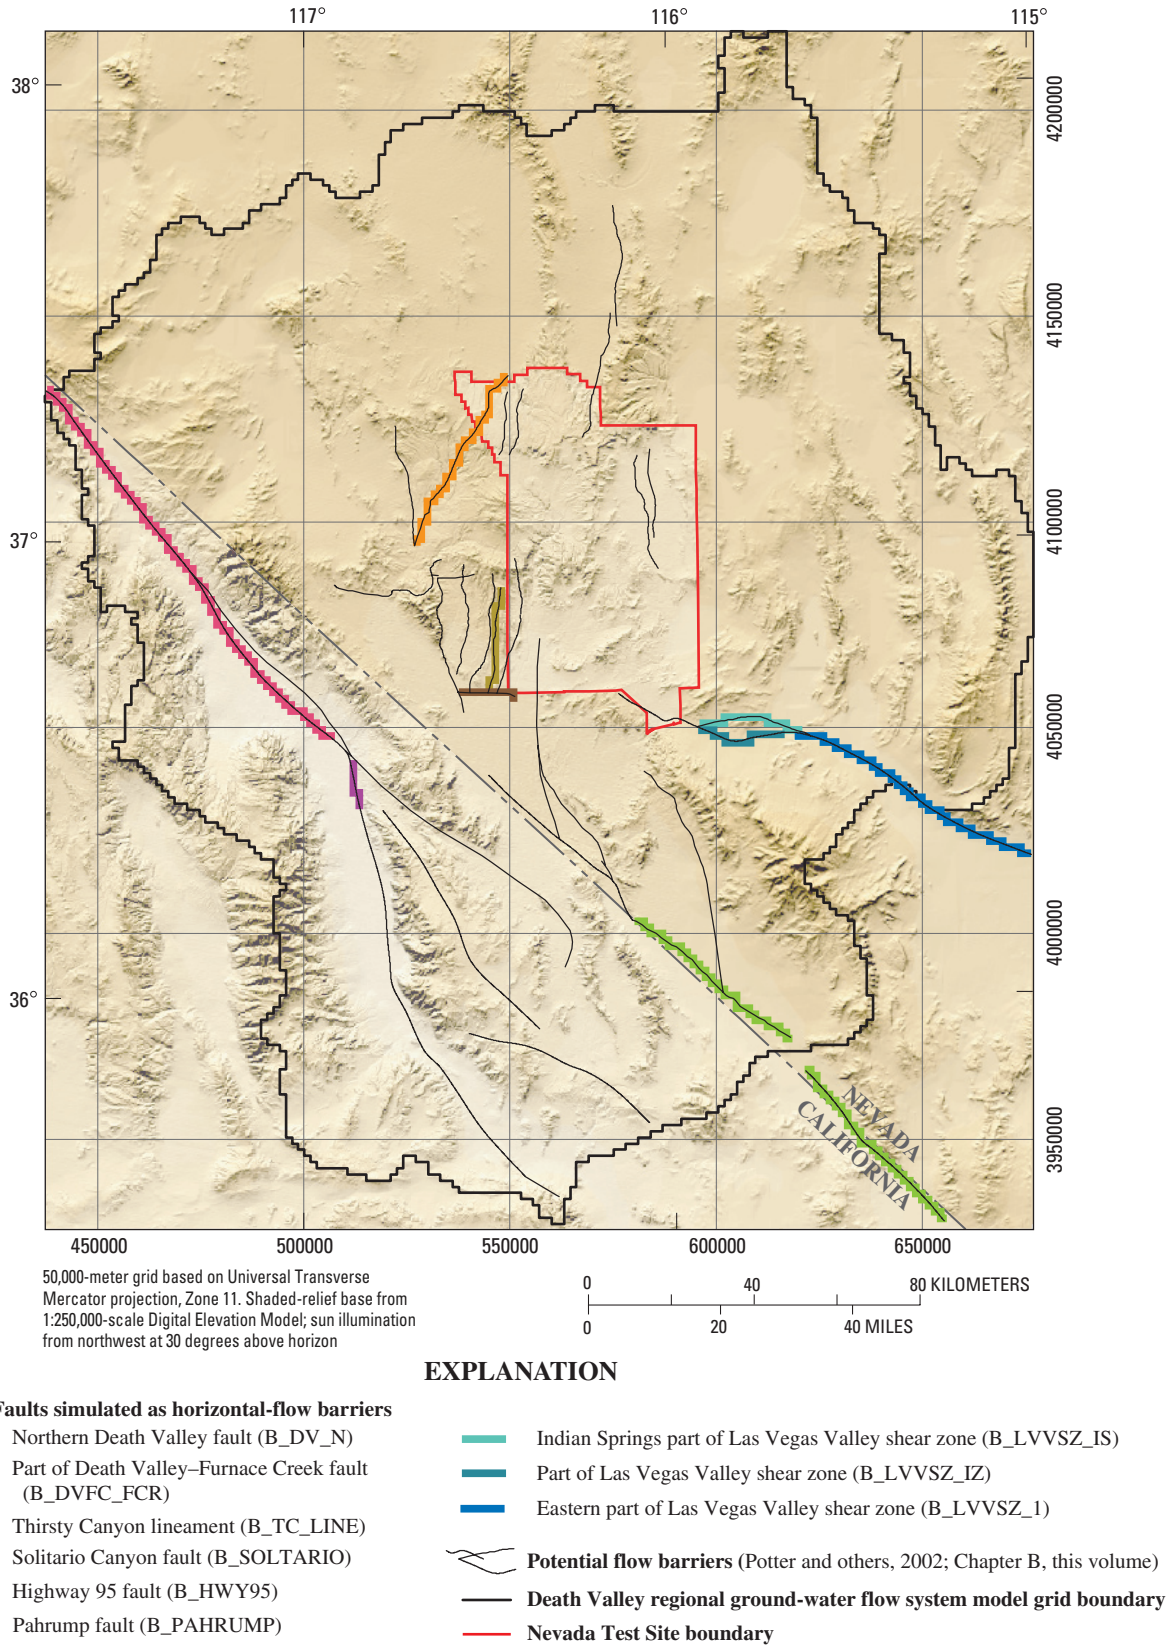 117°
116°
115°
38°
37°
36°
4200000
4150000
4100000
4050000
4000000
3950000
NEVADA
CALIFORNIA
450000
500000
550000
600000
650000
50,000-meter grid based on Universal Transverse
Mercator projection, Zone 11. Shaded-relief base from
1:250,000-scale Digital Elevation Model; sun illumination
from northwest at 30 degrees above horizon
0 40 80 KILOMETERS
0 20 40 MILES
EXPLANATION
Faults simulated as horizontal-flow barriers
Northern Death Valley fault (B_DV_N)
Part of Death Valley–Furnace Creek fault
(B_DVFC_FCR)
Thirsty Canyon lineament (B_TC_LINE)
Solitario Canyon fault (B_SOLTARIO)
Highway 95 fault (B_HWY95)
Pahrump fault (B_PAHRUMP)
Indian Springs part of Las Vegas Valley shear zone (B_LVVSZ_IS)
Part of Las Vegas Valley shear zone (B_LVVSZ_IZ)
Eastern part of Las Vegas Valley shear zone (B_LVVSZ_1)
Potential flow barriers (Potter and others, 2002; Chapter B, this volume)
Death Valley regional ground-water flow system model grid boundary
Nevada Test Site boundary